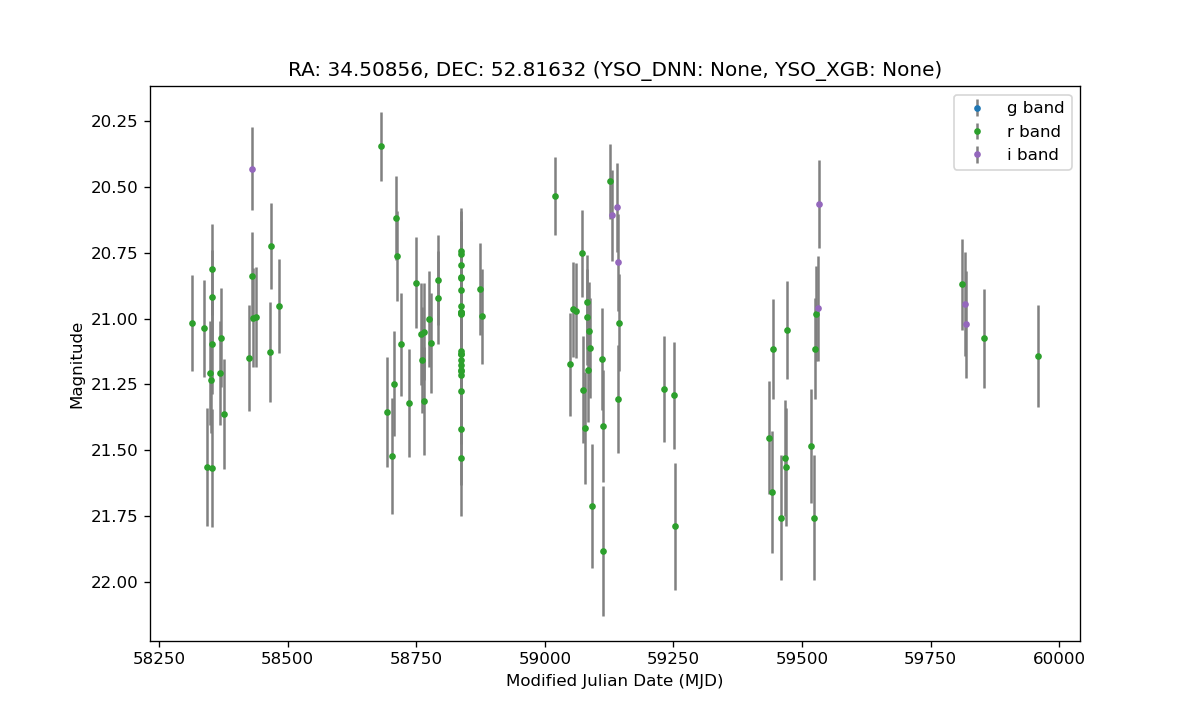 RA: 34.50856, DEC: 52.81632 (YSO_DNN: None, YSO_XGB: None)
g band
r band
i band
20.25
20.50
20.75
21.00
21.25
21.50
21.75
22.00
Magnitude
58250
58500
58750
59000
59250
59500
59750
60000
Modified Julian Date (MJD)